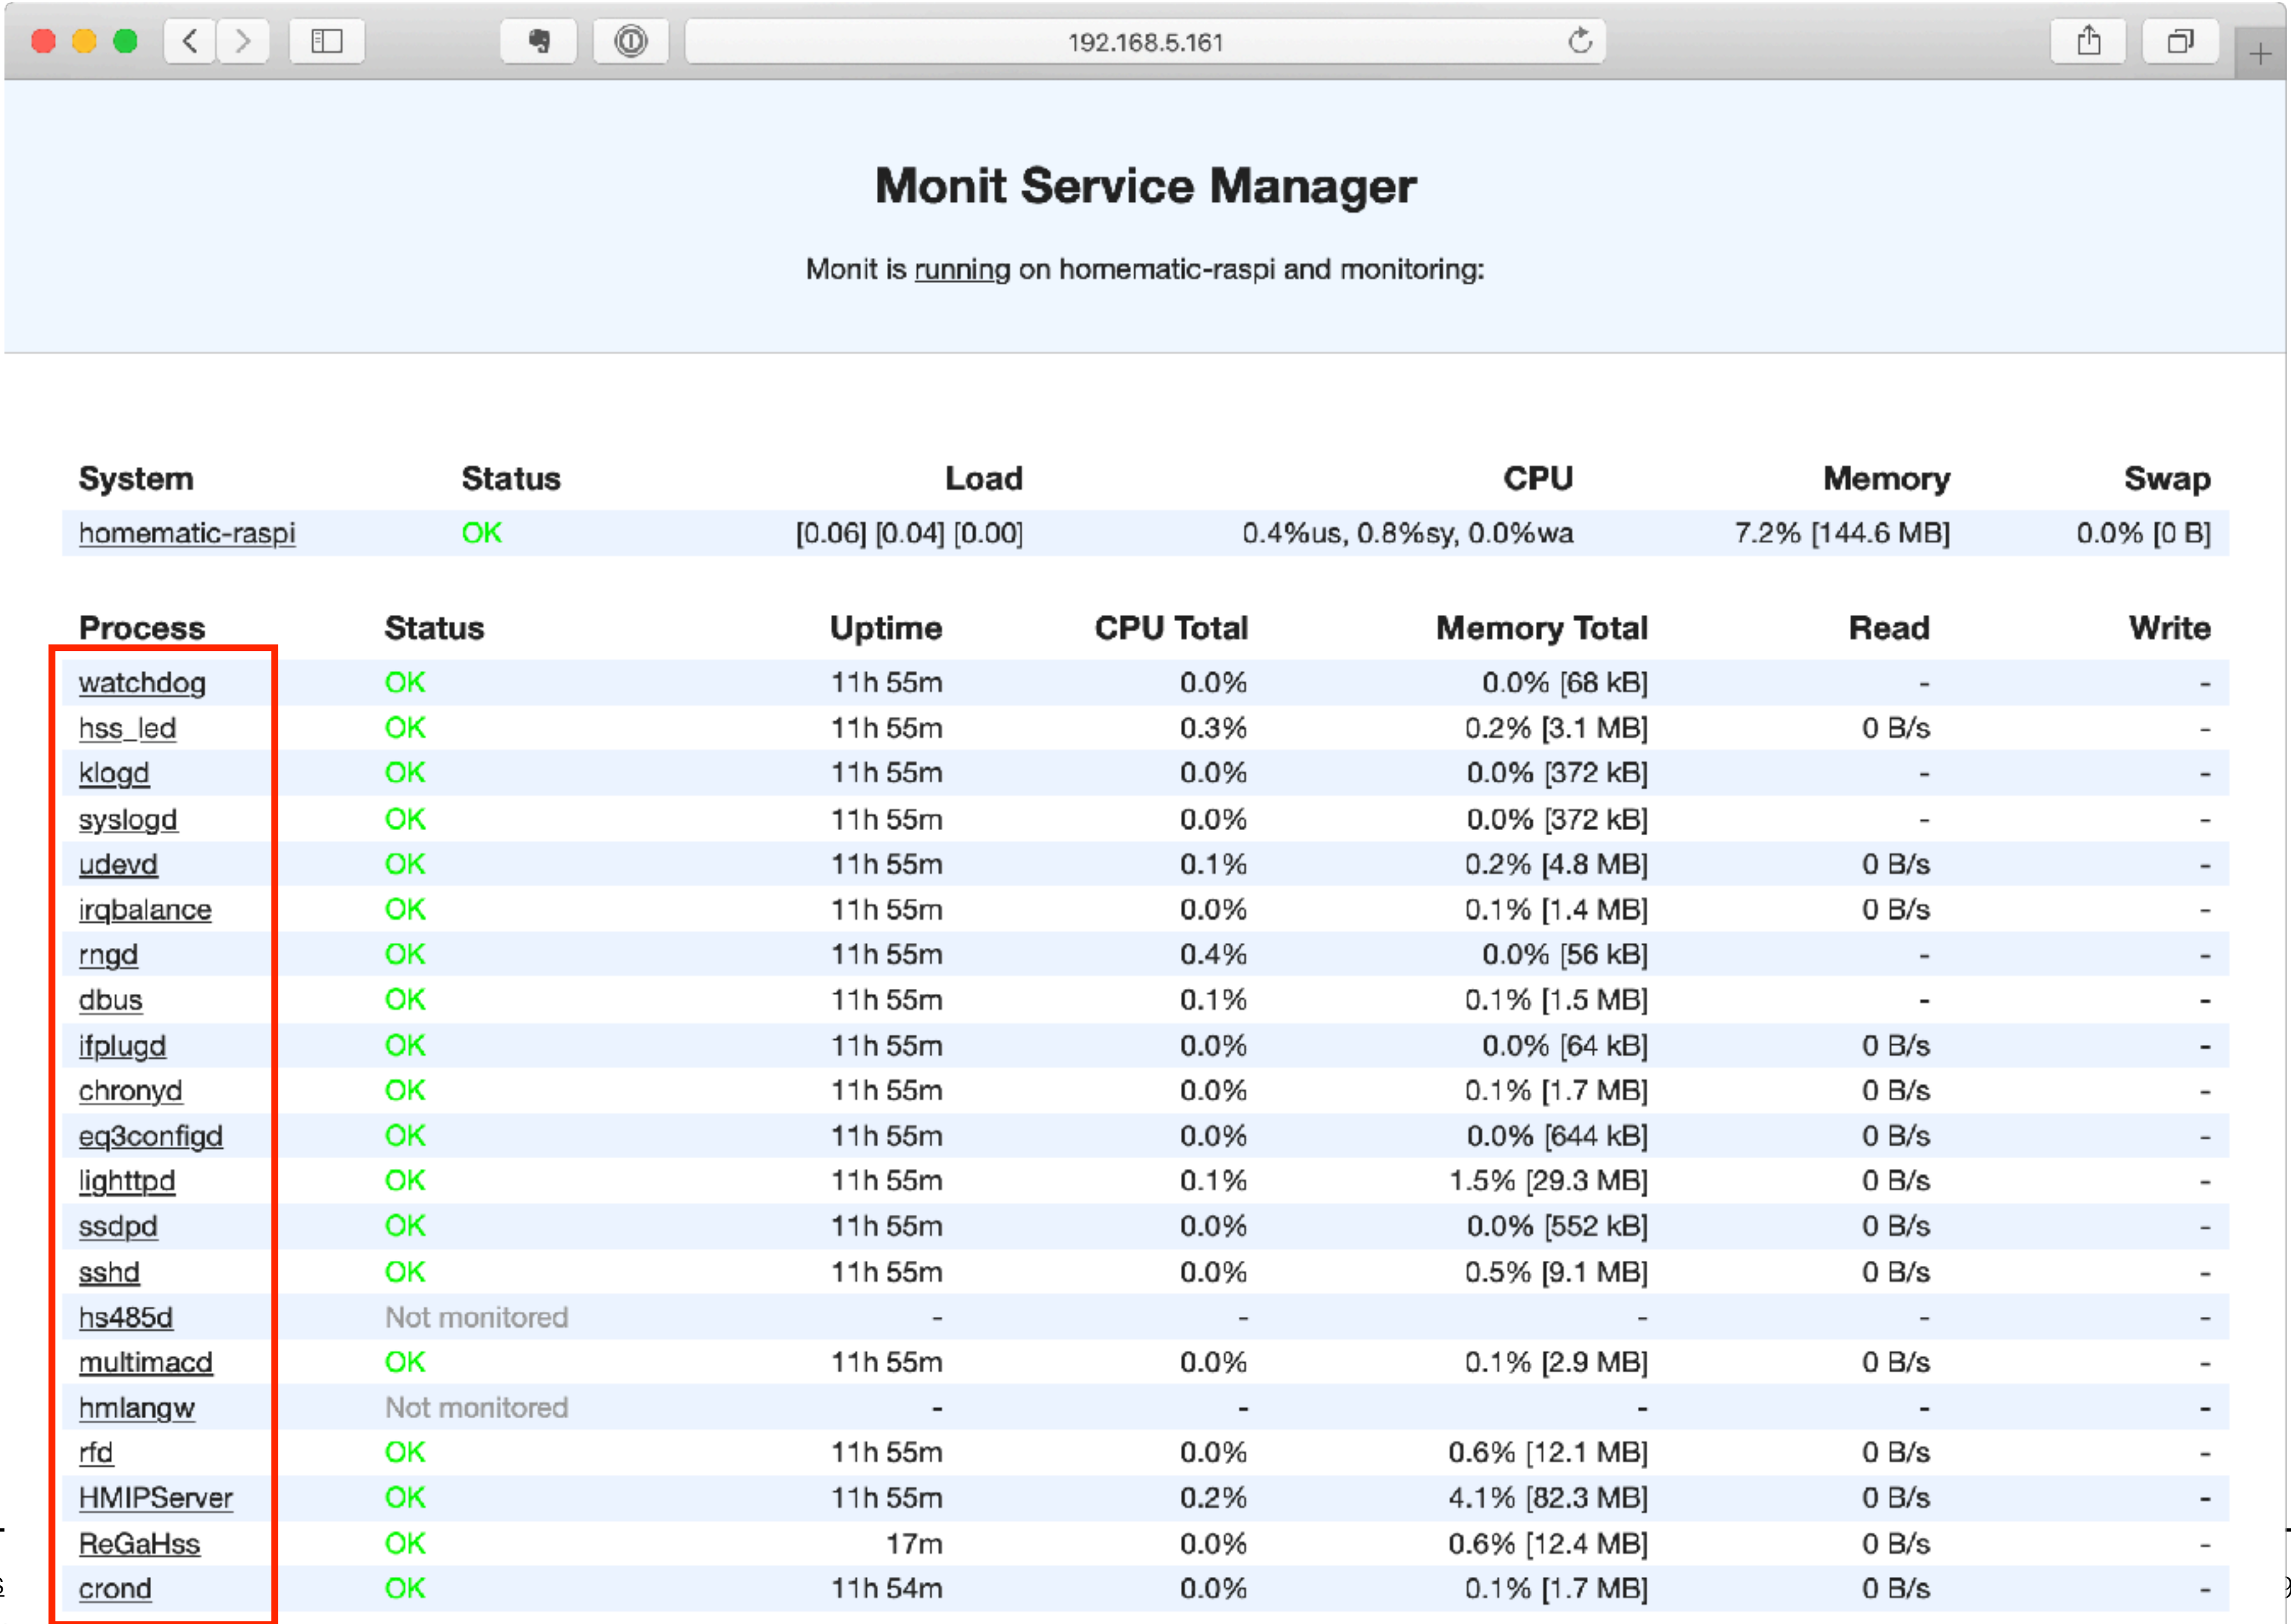 192.168.5.161
Monit Service Manager
Monit is running on homematic-raspi and monitoring:
System Status Load CPU Memory Swap
homematic-raspi OK [0.06] [0.04] [0.00] 0.4%us, 0.8%sy, 0.0%wa 7.2% [144.6 MB] 0.0% [0 B]
Process Status Uptime CPU Total Memory Total Read Write
watchdog OK 11h 55m 0.0% 0.0% [68 kB] - -
hss_led OK 11h 55m 0.3% 0.2% [3.1 MB] 0 B/s -
klogd OK 11h 55m 0.0% 0.0% [372 kB] - -
syslogd OK 11h 55m 0.0% 0.0% [372 kB] - -
udevd OK 11h 55m 0.1% 0.2% [4.8 MB] 0 B/s -
irqbalance OK 11h 55m 0.0% 0.1% [1.4 MB] 0 B/s -
rngd OK 11h 55m 0.4% 0.0% [56 kB] - -
dbus OK 11h 55m 0.1% 0.1% [1.5 MB] - -
ifplugd OK 11h 55m 0.0% 0.0% [64 kB] 0 B/s -
chronyd OK 11h 55m 0.0% 0.1% [1.7 MB] 0 B/s -
eq3configd OK 11h 55m 0.0% 0.0% [644 kB] 0 B/s -
lighttpd OK 11h 55m 0.1% 1.5% [29.3 MB] 0 B/s -
ssdpd OK 11h 55m 0.0% 0.0% [552 kB] 0 B/s -
sshd OK 11h 55m 0.0% 0.5% [9.1 MB] 0 B/s -
hs485d Not monitored - - - - -
multimacd OK 11h 55m 0.0% 0.1% [2.9 MB] 0 B/s -
hmlangw Not monitored - - - - -
rfd OK 11h 55m 0.0% 0.6% [12.1 MB] 0 B/s -
HMIPServer OK 11h 55m 0.2% 4.1% [82.3 MB] 0 B/s -
ReGaHss OK 17m 0.0% 0.6% [12.4 MB] 0 B/s -
crond OK 11h 54m 0.0% 0.1% [1.7 MB] 0 B/s -